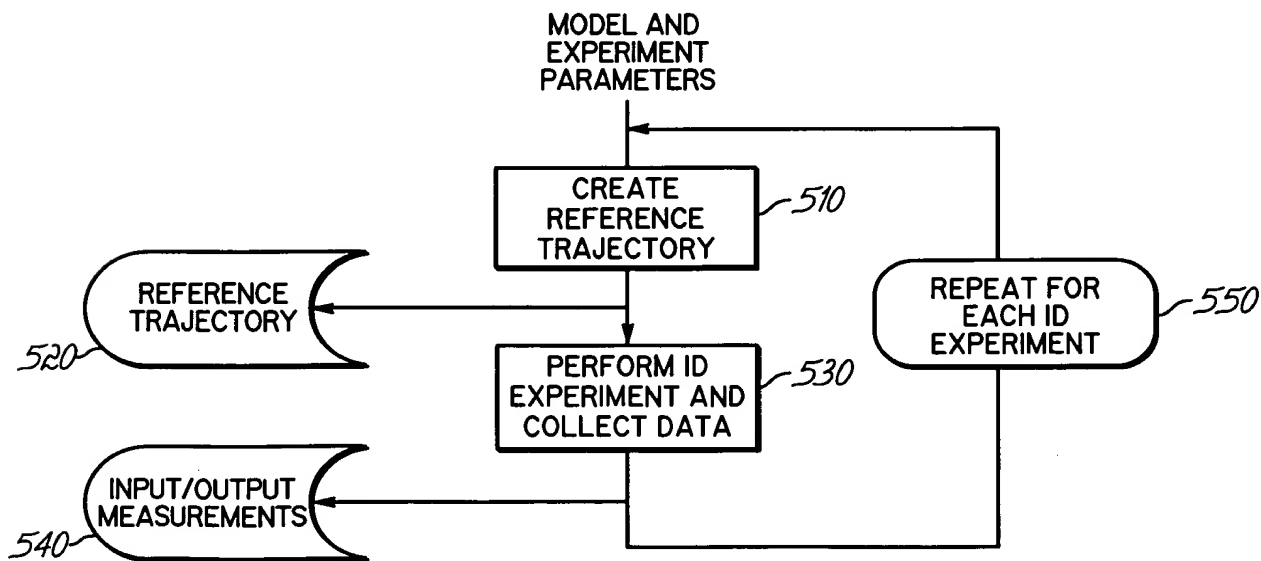 MODEL AND
EXPERIMENT
PARAMETERS
CREATE
REFERENCE
TRAJECTORY
510
REFERENCE
TRAJECTORY
520
REPEAT FOR
EACH ID
EXPERIMENT
550
PERFORM ID
EXPERIMENT AND
COLLECT DATA
530
INPUT/OUTPUT
MEASUREMENTS
540